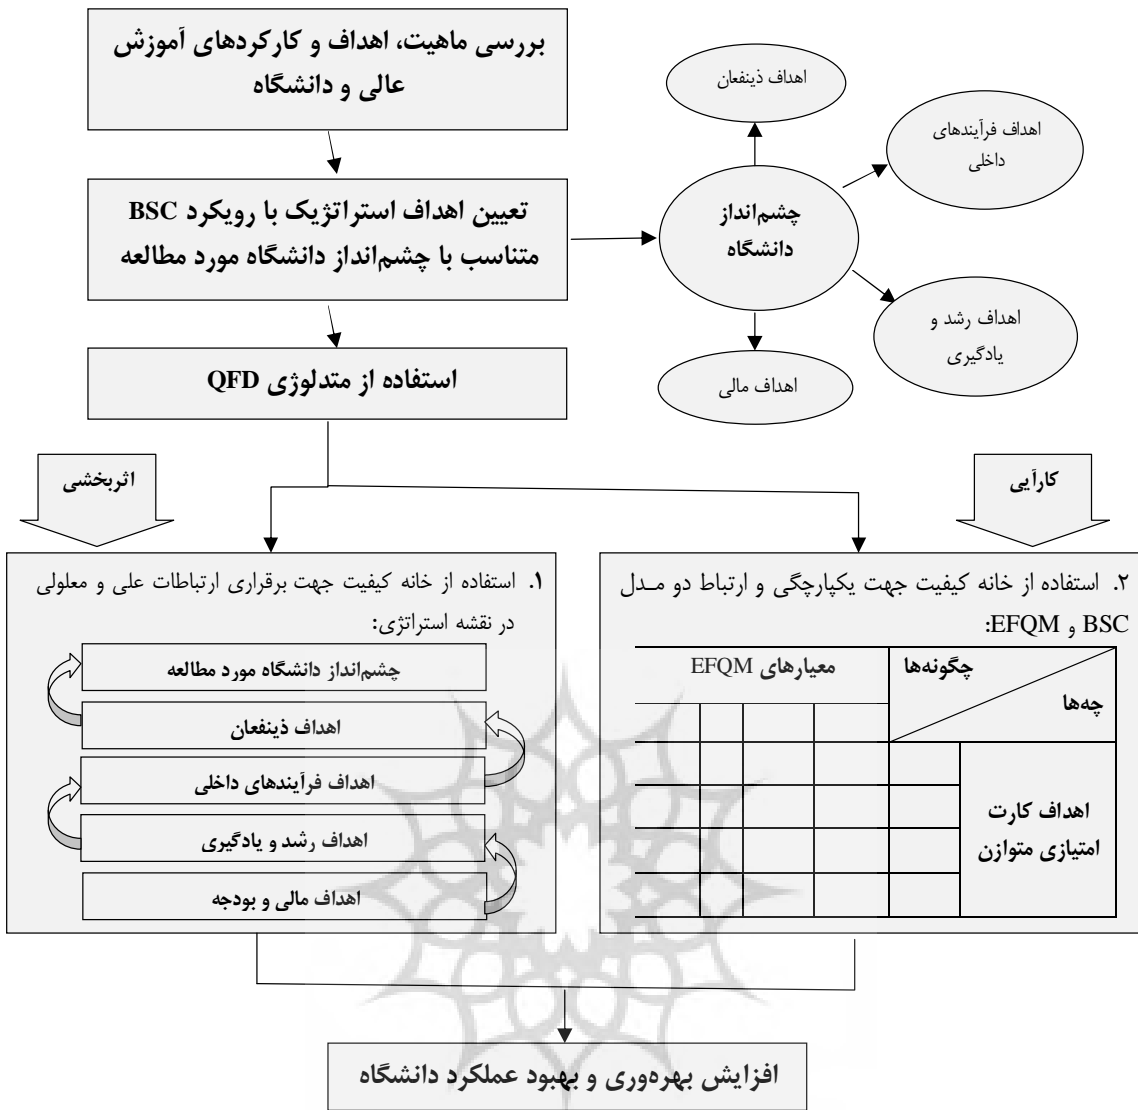 بررسی ماهیت، اهداف و کارکردهای آموزش
عالی و دانشگاه
تعیین اهداف استراتژیک با رویکرد BSC
متناسب با چشم‌انداز دانشگاه مورد مطالعه
استفاده از متدلوژی QFD
اهداف ذینفعان
اهداف فرآیندهای
داخلی
چشم‌انداز
دانشگاه
اهداف رشد و
یادگیری
اهداف مالی
کارآیی
اثربخشی
۱. استفاده از خانه کیفیت جهت برقراری ارتباطات علی و معلولی
در نقشه استراتژی:
چشم‌انداز دانشگاه مورد مطالعه
اهداف ذینفعان
اهداف فرآیندهای داخلی
اهداف رشد و یادگیری
اهداف مالی و بودجه
۲. استفاده از خانه کیفیت جهت یکپارچگی و ارتباط دو مـدل
BSC و EFQM:
چگونه‌ها
معیارهای EFQM
چه‌ها
اهداف کارت
امتیازی متوازن
افزایش بهره‌وری و بهبود عملکرد دانشگاه